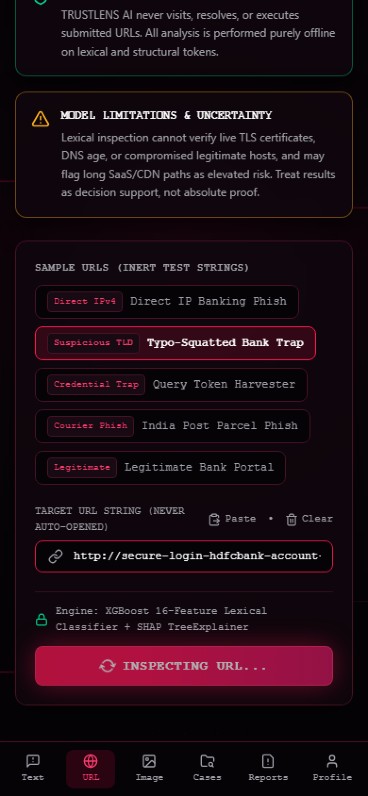 TRUSTLENS AI never visits, resolves, or executes
submitted URLs. All analysis is performed purely offline
on lexical and structural tokens.
MODEL LIMITATIONS & UNCERTAINTY
Lexical inspection cannot verify live TLS certificates,
DNS age, or compromised legitimate hosts, and may
flag long SaaS/CDN paths as elevated risk. Treat results
as decision support, not absolute proof.
SAMPLE URLS (INERT TEST STRINGS)
Direct IPv4 Direct IP Banking Phish
Suspicious TLD Typo-Squatted Bank Trap
Credential Trap Query Token Harvester
Courier Phish India Post Parcel Phish
Legitimate Legitimate Bank Portal
TARGET URL STRING (NEVER
AUTO-OPENED)
Paste • Clear
http://secure-login-hdfcbank-account-
Engine: XGBoost 16-Feature Lexical
Classifier + SHAP TreeExplainer
INSPECTING URL...
Text URL Image Cases Reports Profile